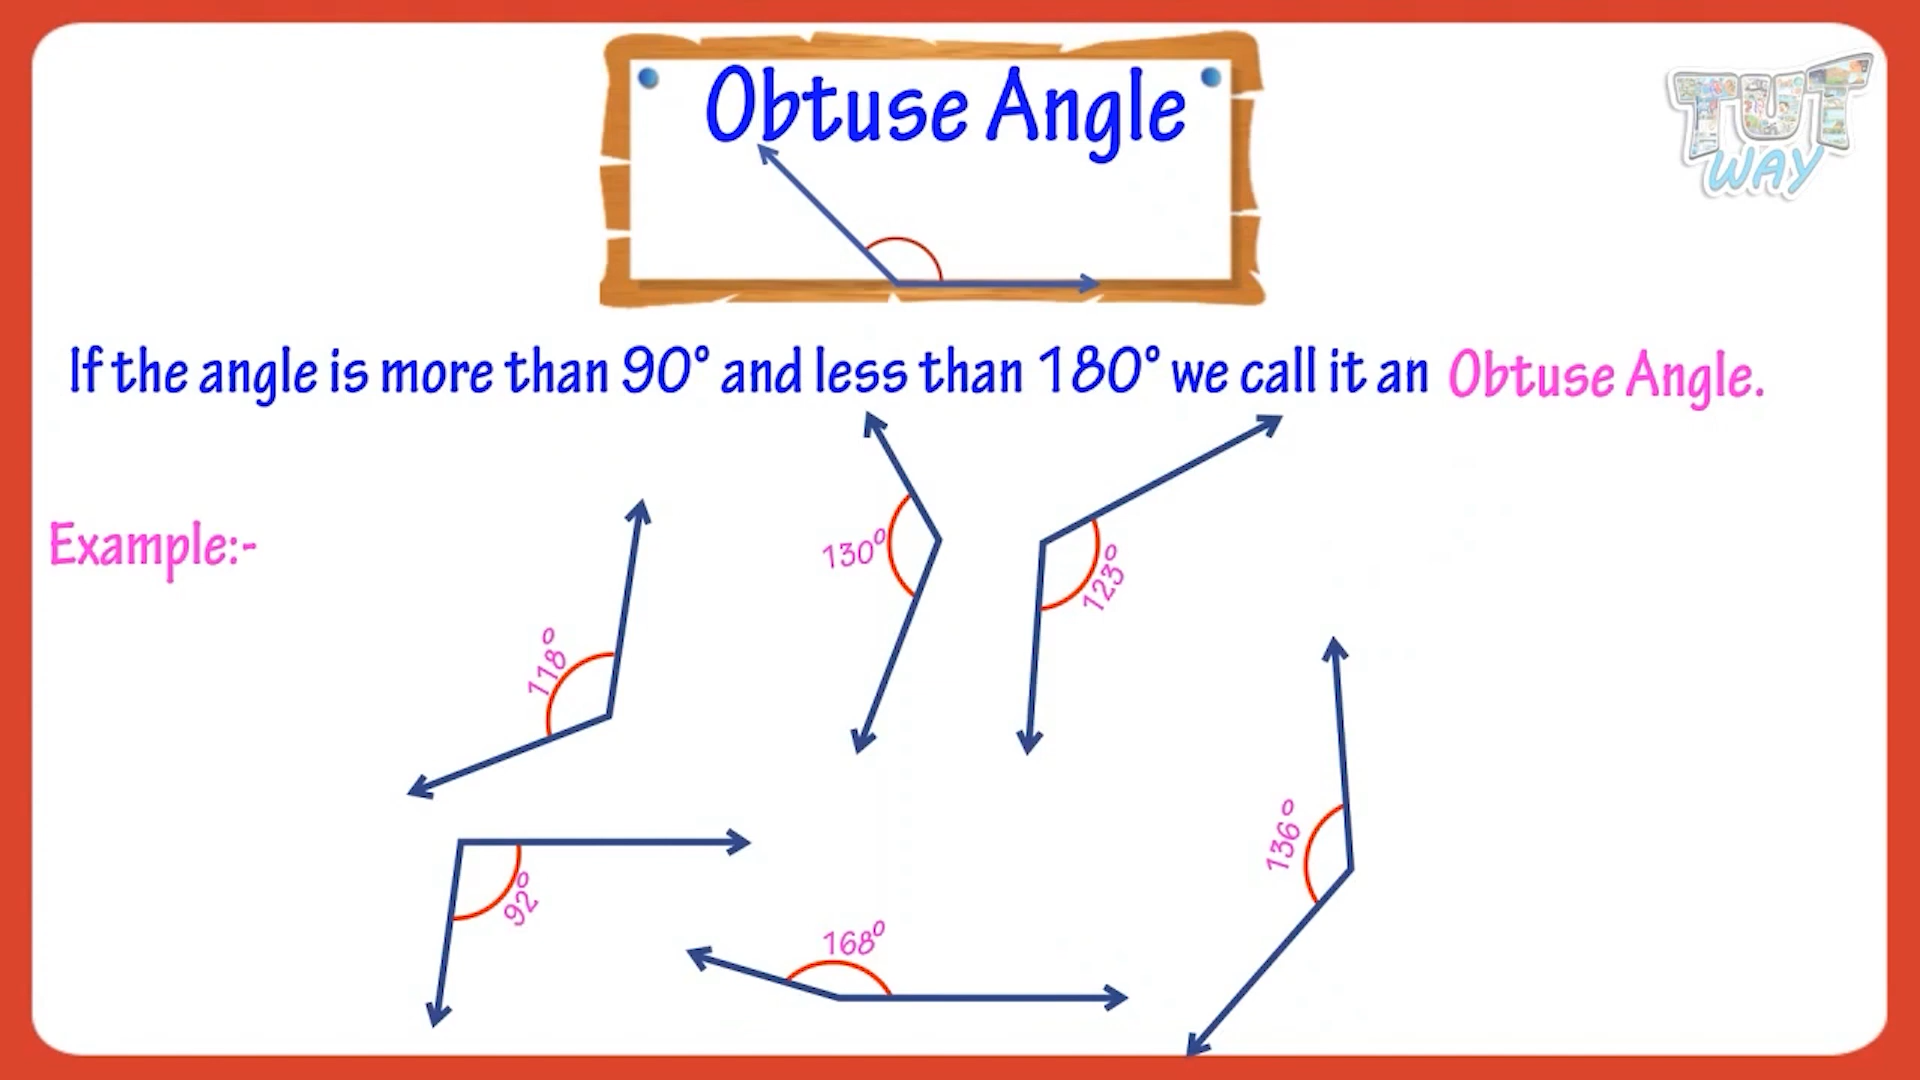 Obtuse Angle
TUT
WAY
If the angle is more than 90° and less than 180° we call it an Obtuse Angle.
Example:-
118°
130°
123°
92°
168°
136°